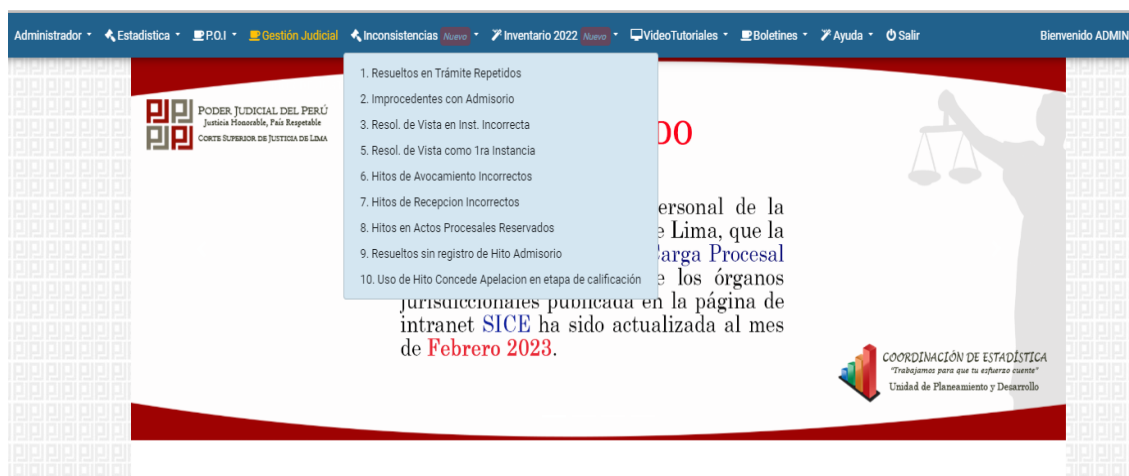 Administrador Estadistica P.O.I Gestión Judicial Inconsistencias Nuevo Inventario 2022 Nuevo VideoTutoriales Boletines Ayuda Salir Bienvenido ADMIN
1. Resueltos en Trámite Repetidos
2. Improcedentes con Admisorio
3. Resol. de Vista en Inst. Incorrecta
5. Resol. de Vista como 1ra Instancia
6. Hitos de Avocamiento Incorrectos
7. Hitos de Recepcion Incorrectos
8. Hitos en Actos Procesales Reservados
9. Resueltos sin registro de Hito Admisorio
10. Uso de Hito Concede Apelacion en etapa de calificación
PODER JUDICIAL DEL PERÚ
Justicia Honorable, País Respetable
CORTE SUPERIOR DE JUSTICIA DE LIMA
DO
ersonal de la
e Lima, que la
Carga Procesal
e los órganos
jurisdiccionales publicada en la página de
intranet SICE ha sido actualizada al mes
de Febrero 2023.
COORDINACIÓN DE ESTADÍSTICA
"Trabajamos para que tu esfuerzo cuente"
Unidad de Planeamiento y Desarrollo